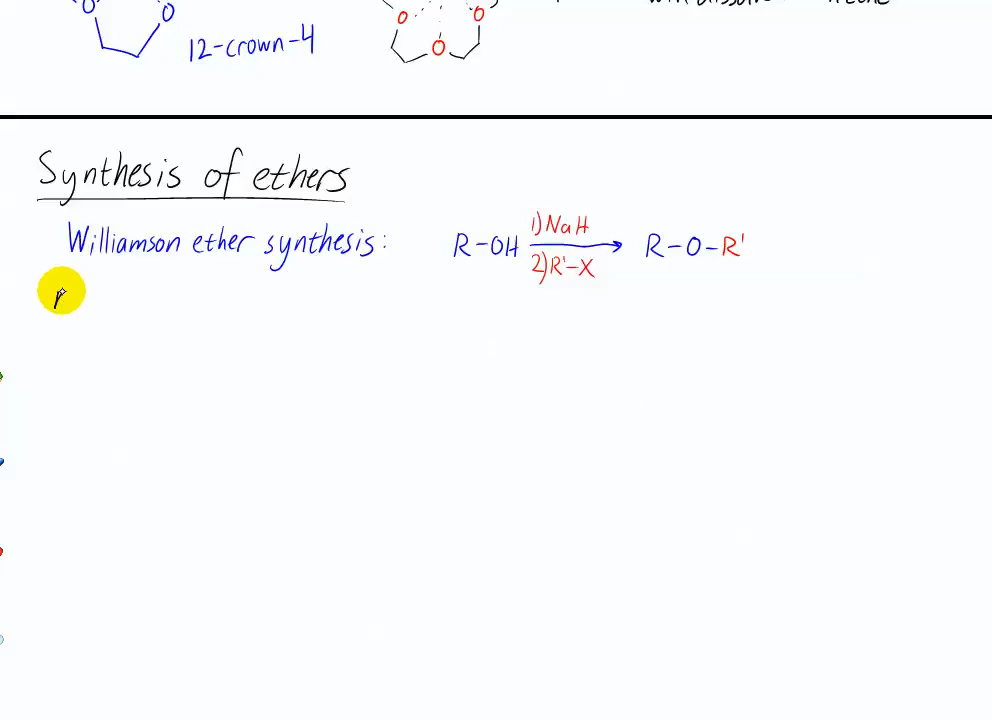 O O O O
12-crown-4 O
Synthesis of ethers
Williamson ether synthesis: R-OH 1) NaH 2) R'-X R-O-R'